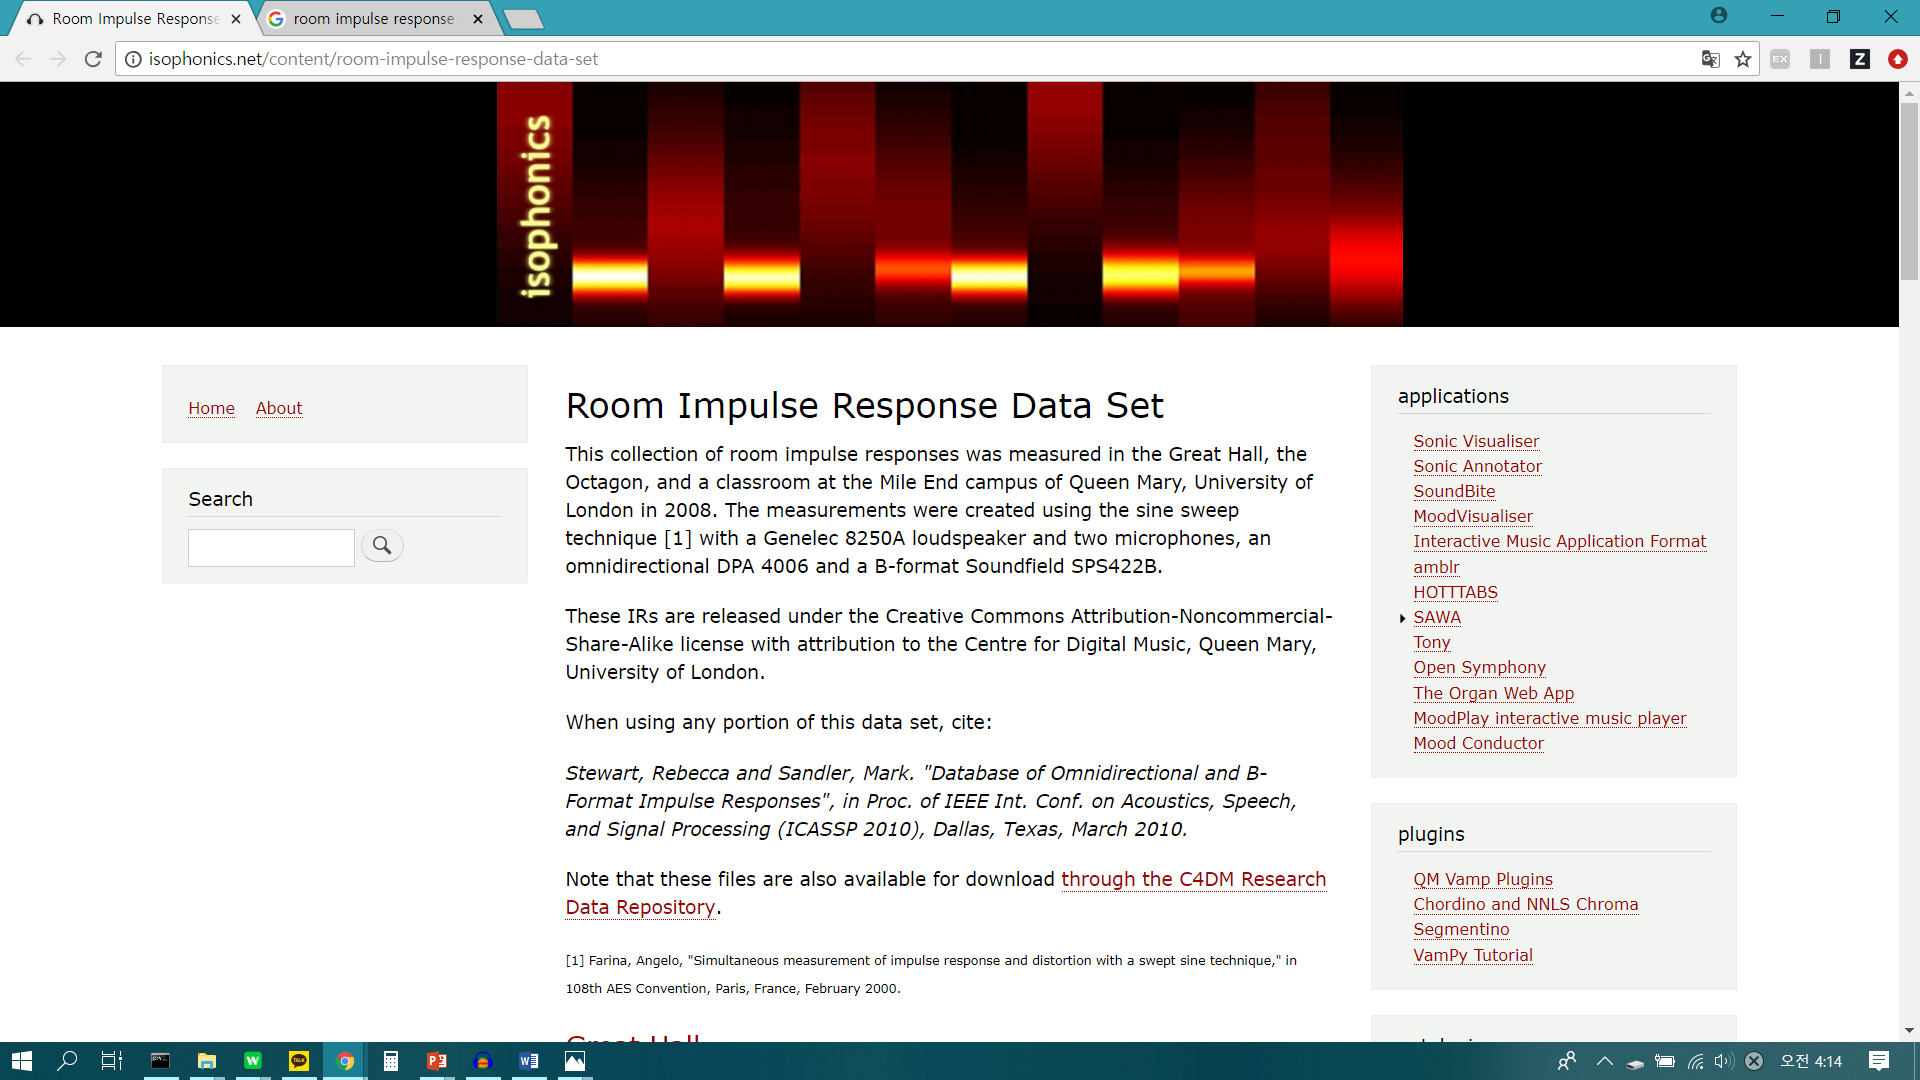 Room Impulse Response
room impulse response
isophonics.net/content/room-impulse-response-data-set
EX
Z
isophonics
Home About
Search
Room Impulse Response Data Set
This collection of room impulse responses was measured in the Great Hall, the
Octagon, and a classroom at the Mile End campus of Queen Mary, University of
London in 2008. The measurements were created using the sine sweep
technique [1] with a Genelec 8250A loudspeaker and two microphones, an
omnidirectional DPA 4006 and a B-format Soundfield SPS422B.
These IRs are released under the Creative Commons Attribution-Noncommercial-
Share-Alike license with attribution to the Centre for Digital Music, Queen Mary,
University of London.
When using any portion of this data set, cite:
Stewart, Rebecca and Sandler, Mark. "Database of Omnidirectional and B-
Format Impulse Responses", in Proc. of IEEE Int. Conf. on Acoustics, Speech,
and Signal Processing (ICASSP 2010), Dallas, Texas, March 2010.
Note that these files are also available for download through the C4DM Research
Data Repository.
[1] Farina, Angelo, "Simultaneous measurement of impulse response and distortion with a swept sine technique," in
108th AES Convention, Paris, France, February 2000.
Great Hall
applications
Sonic Visualiser
Sonic Annotator
SoundBite
MoodVisualiser
Interactive Music Application Format
amblr
HOTTTABS
SAWA
Tony
Open Symphony
The Organ Web App
MoodPlay interactive music player
Mood Conductor
plugins
QM Vamp Plugins
Chordino and NNLS Chroma
Segmentino
VamPy Tutorial
TALK
오전 4:14